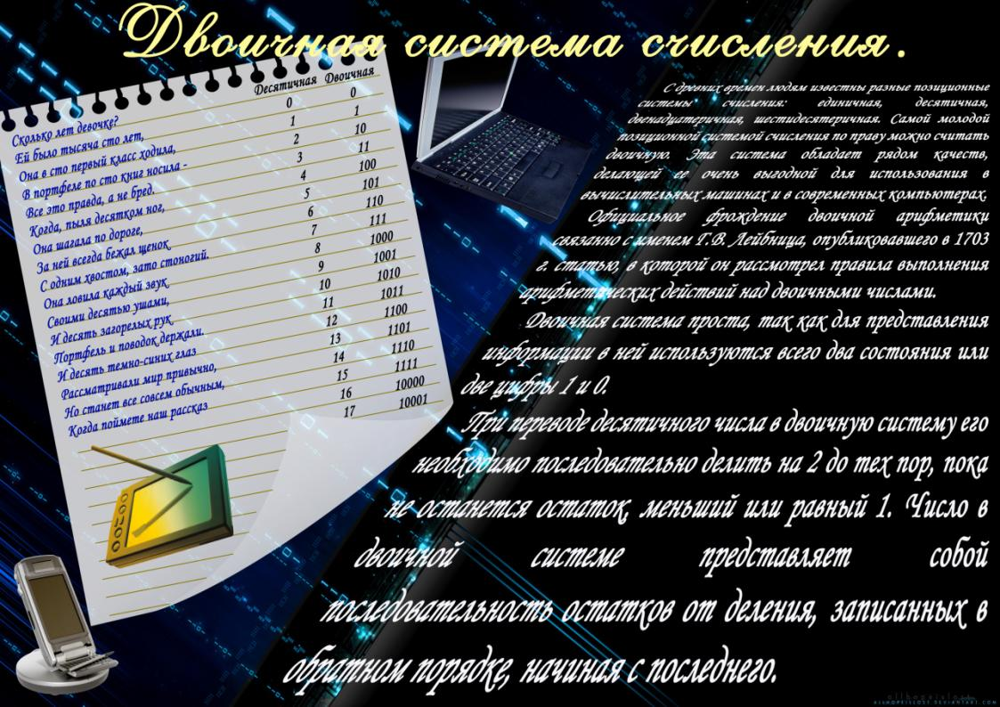 Двоичная система счисления.
Десятичная Двоичная
0 0
1 1
2 10
3 11
4 100
5 101
6 110
7 111
8 1000
9 1001
10 1010
11 1011
12 1100
13 1101
14 1110
15 1111
16 10000
17 10001
Сколько лет девочке?
Ей было тысяча сто лет,
Она в сто первый класс ходила,
В портфеле по сто книг носила -
Все это правда, а не бред.
Когда, пыля десятком ног,
Она шагала по дороге,
За ней всегда бежал щенок
С одним хвостом, зато стоногий.
Она ловила каждый звук
Своими десятью ушами,
И десять загорелых рук
Портфель и поводок держали.
И десять темно-синих глаз
Рассматривали мир привычно,
Но станет все совсем обычным,
Когда поймете наш рассказ
С древних времен людям известны разные позиционные
системы счисления: единичная, десятичная,
двенадцатеричная, шестидесятеричная. Самой молодой
позиционной системой счисления по праву можно считать
двоичную. Эта система обладает рядом качеств,
делающей ее очень выгодной для использования в
вычислительных машинах и в современных компьютерах.
Официальное фрождение двоичной арифметики
связанно с именем Г.В. Лейбница, опубликовавшего в 1703
г. статью, в которой он рассмотрел правила выполнения
арифметических действий над двоичными числами.
Двоичная система проста, так как для представления
информации в ней используются всего два состояния или
две цифры 1 и 0.
При переводе десятичного числа в двоичную систему его
необходимо последовательно делить на 2 до тех пор, пока
не останется остаток, меньший или равный 1. Число в
двоичной системе представляет собой
последовательность остатков от деления, записанных в
обратном порядке, начиная с последнего.
allhopeislost
ALLHOPEISLOST.DEVIANTART.COM